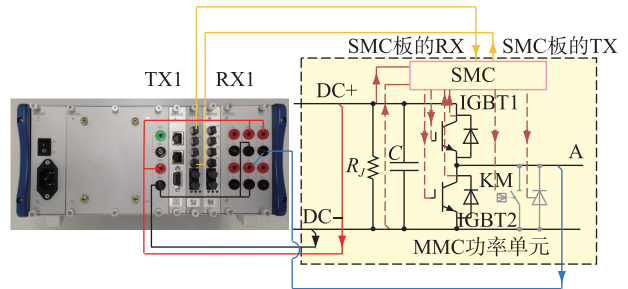 SMC板的RX SMC板的TX
TX1 RX1
SMC
DC+
IGBT1
R_J
C
A
KM
DC−
IGBT2
MMC功率单元